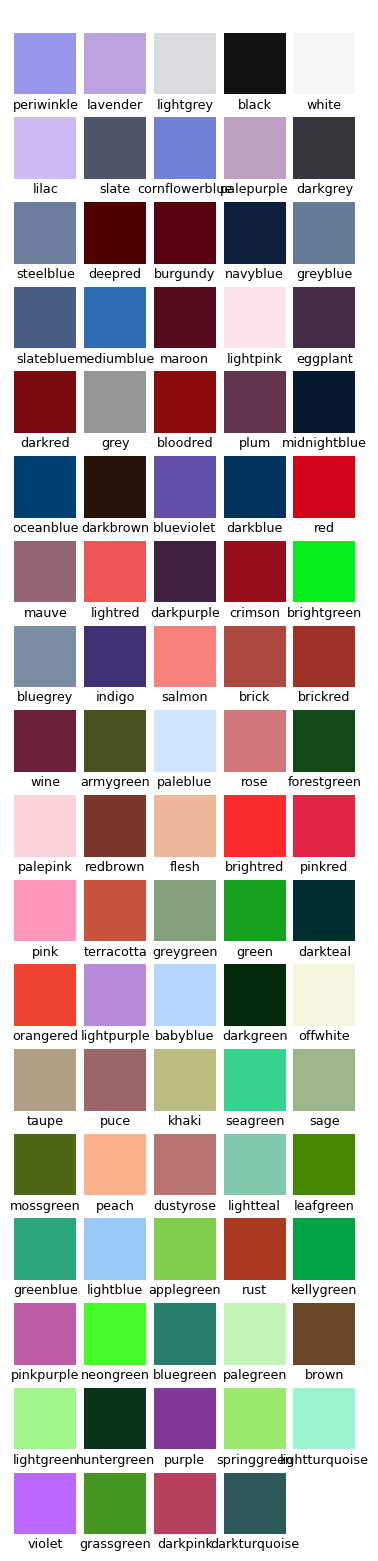 periwinkle lavender lightgrey black white
lilac slate cornflowerblue palepurple darkgrey
steelblue deepred burgundy navyblue greyblue
slateblue mediumblue maroon lightpink eggplant
darkred grey bloodred plum midnightblue
oceanblue darkbrown blueviolet darkblue red
mauve lightred darkpurple crimson brightgreen
bluegrey indigo salmon brick brickred
wine armygreen paleblue rose forestgreen
palepink redbrown flesh brightred pinkred
pink terracotta greygreen green darkteal
orangered lightpurple babyblue darkgreen offwhite
taupe puce khaki seagreen sage
mossgreen peach dustyrose lightteal leafgreen
greenblue lightblue applegreen rust kellygreen
pinkpurple neongreen bluegreen palegreen brown
lightgreen huntergreen purple springgreen lightturquoise
violet grassgreen darkpink darkturquoise